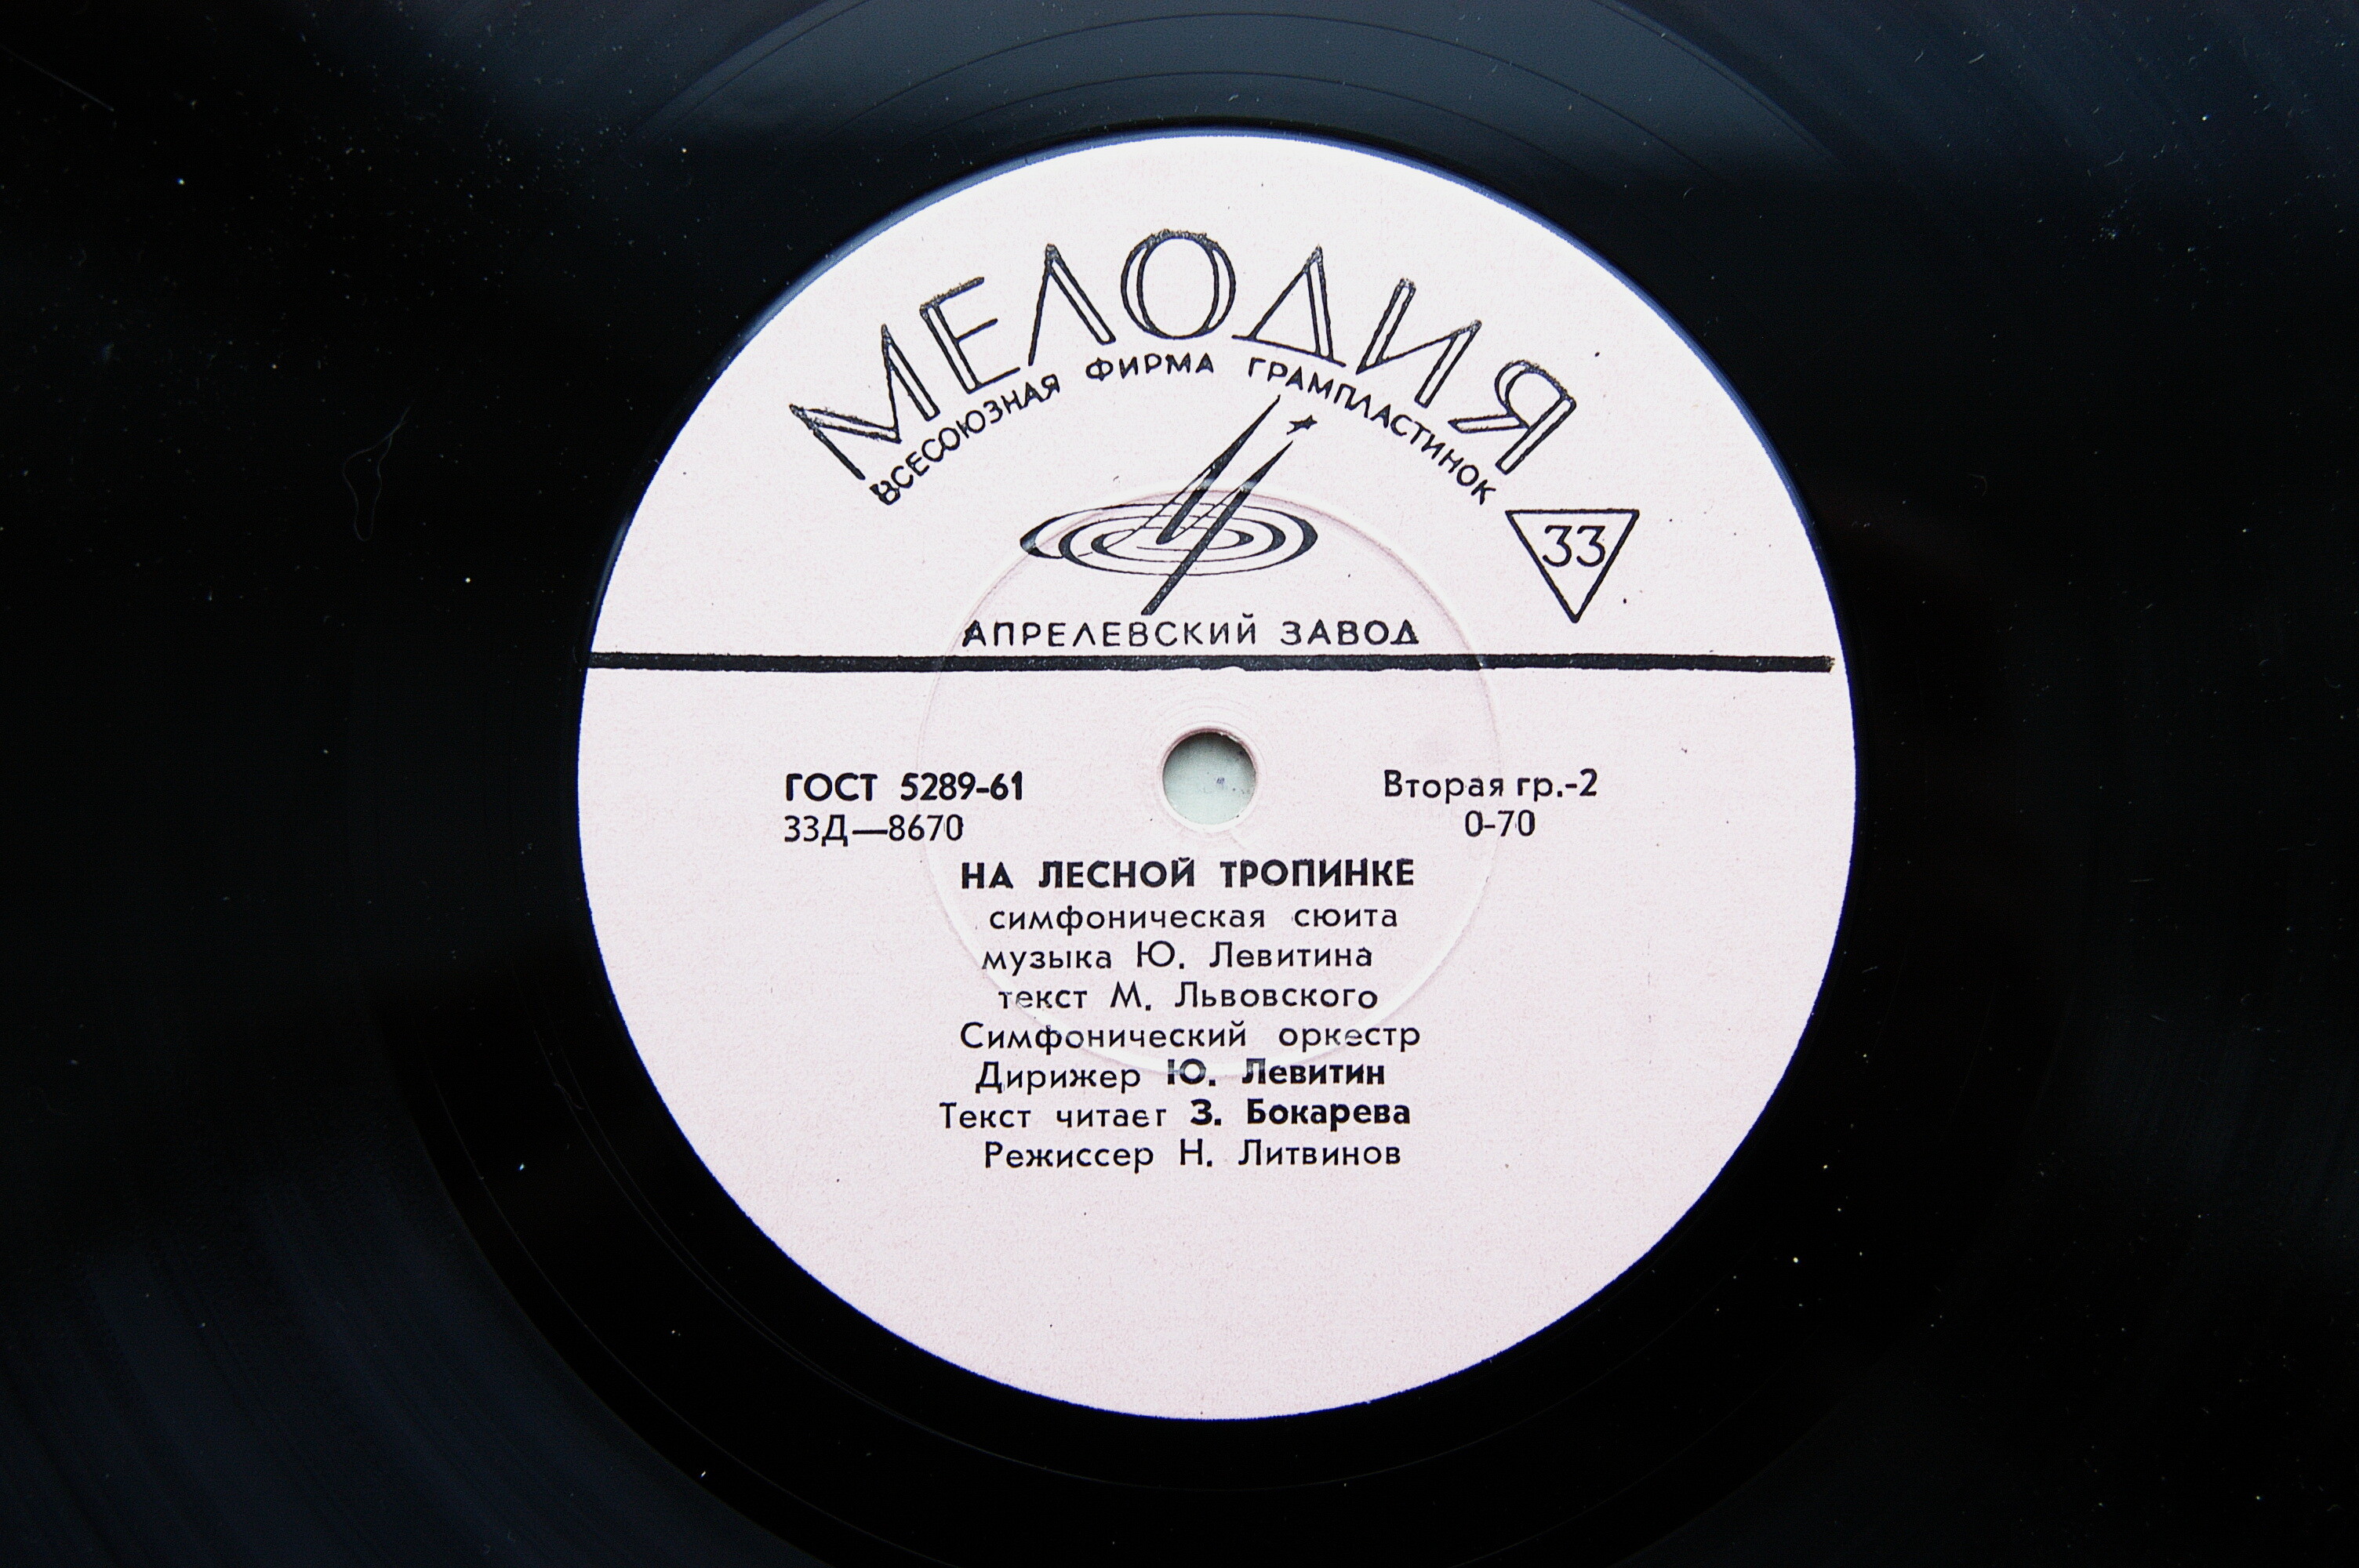 МЕЛОДИЯ
ВСЕСОЮЗНАЯ ФИРМА ГРАМПЛАСТИНОК
33
АПРЕЛЕВСКИЙ ЗАВОД
ГОСТ 5289-61
Вторая гр.-2
33Д—8670
0-70
НА ЛЕСНОЙ ТРОПИНКЕ
симфоническая сюита
музыка Ю. Левитина
текст М. Львовского
Симфонический оркестр
Дирижер Ю. Левитин
Текст читает З. Бокарева
Режиссер Н. Литвинов